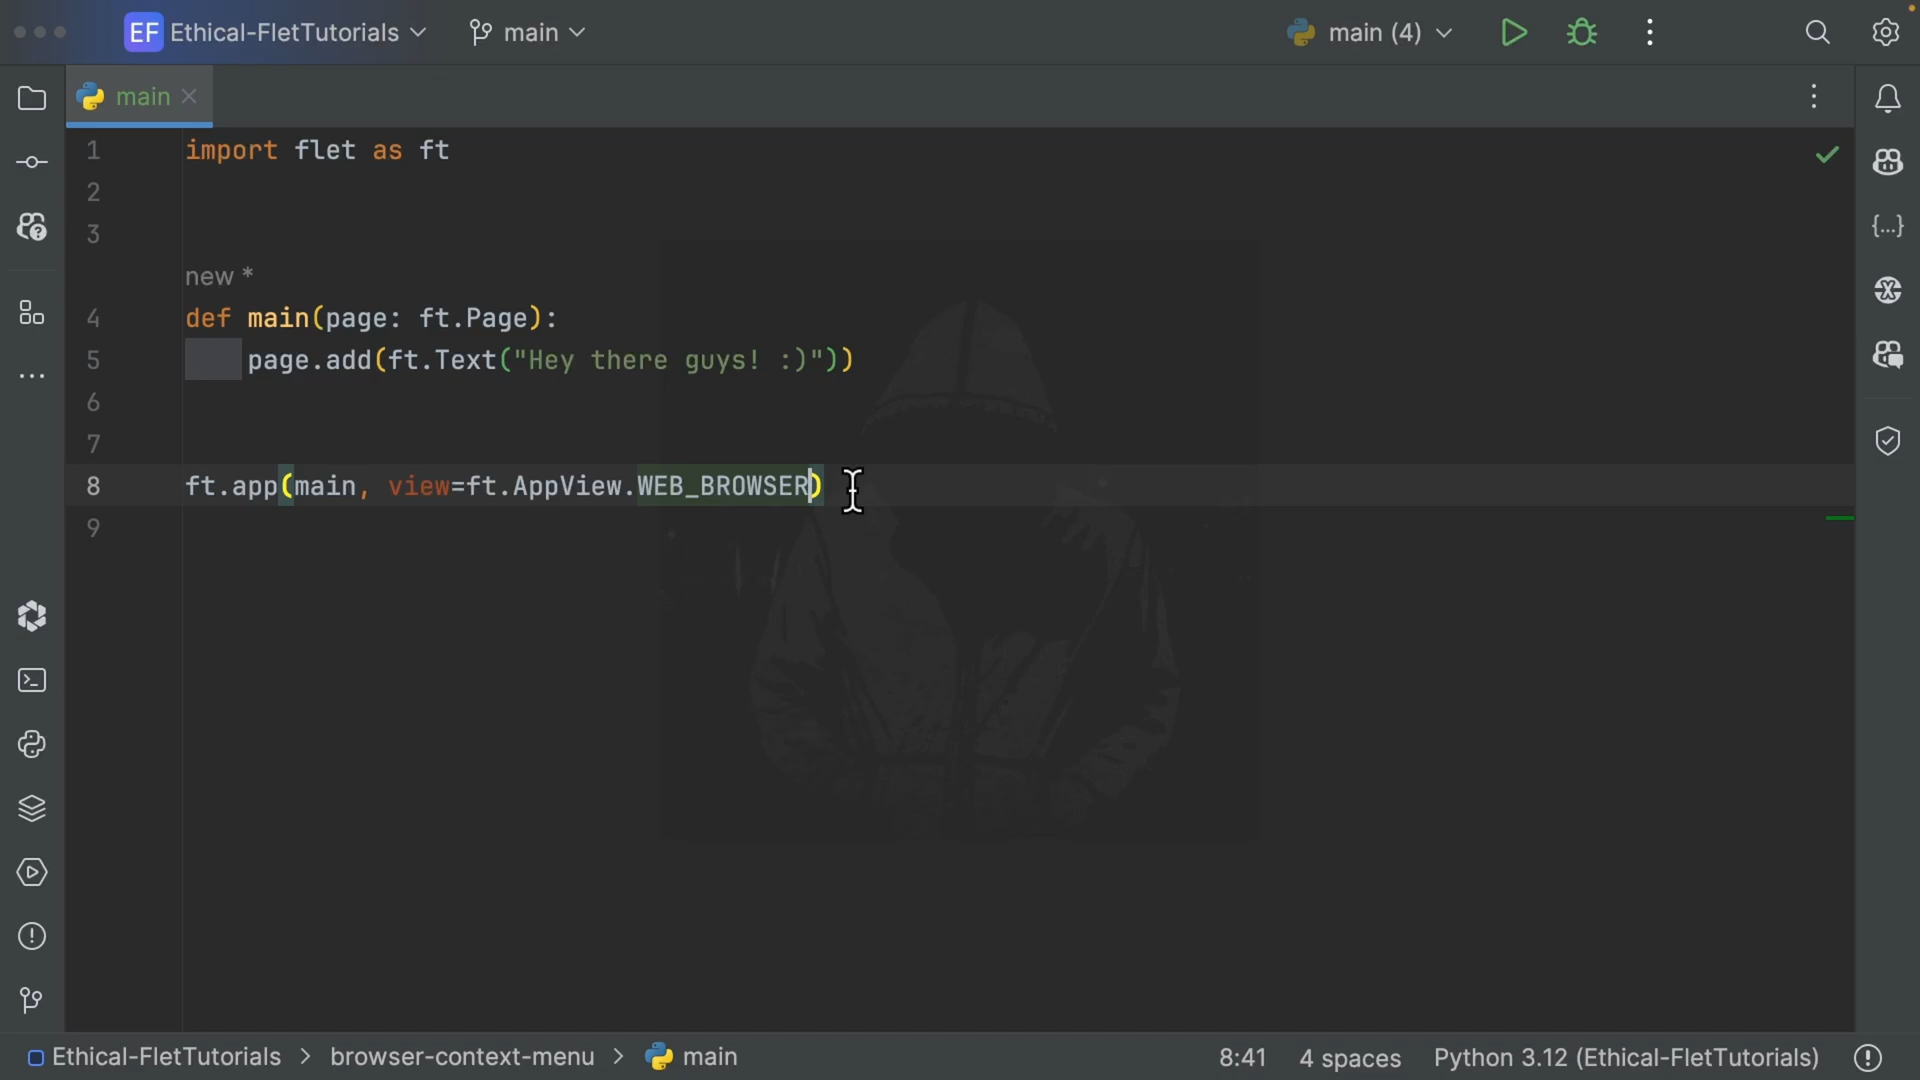 EF Ethical-FletTutorials main main (4)
main
1 import flet as ft
2
3
new *
4 def main(page: ft.Page):
5 page.add(ft.Text("Hey there guys! :)"))
6
7
8 ft.app(main, view=ft.AppView.WEB_BROWSER)
9
Ethical-FletTutorials > browser-context-menu > main 8:41 4 spaces Python 3.12 (Ethical-FletTutorials)